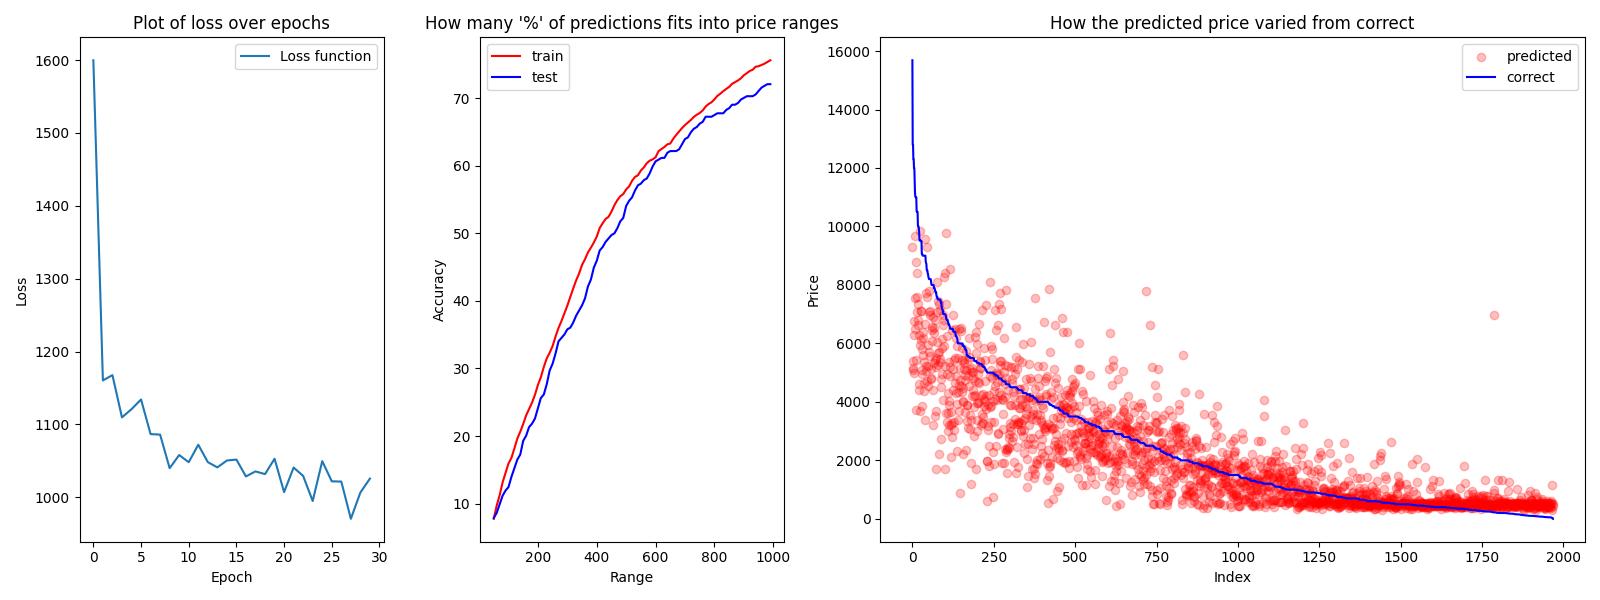 Plot of loss over epochs
Loss function
1600
1500
1400
1300
1200
1100
1000
Loss
0 5 10 15 20 25 30
Epoch
How many '%' of predictions fits into price ranges
train
test
70
60
50
40
30
20
10
Accuracy
200 400 600 800 1000
Range
How the predicted price varied from correct
predicted
correct
16000
14000
12000
10000
8000
6000
4000
2000
0
Price
0 250 500 750 1000 1250 1500 1750 2000
Index